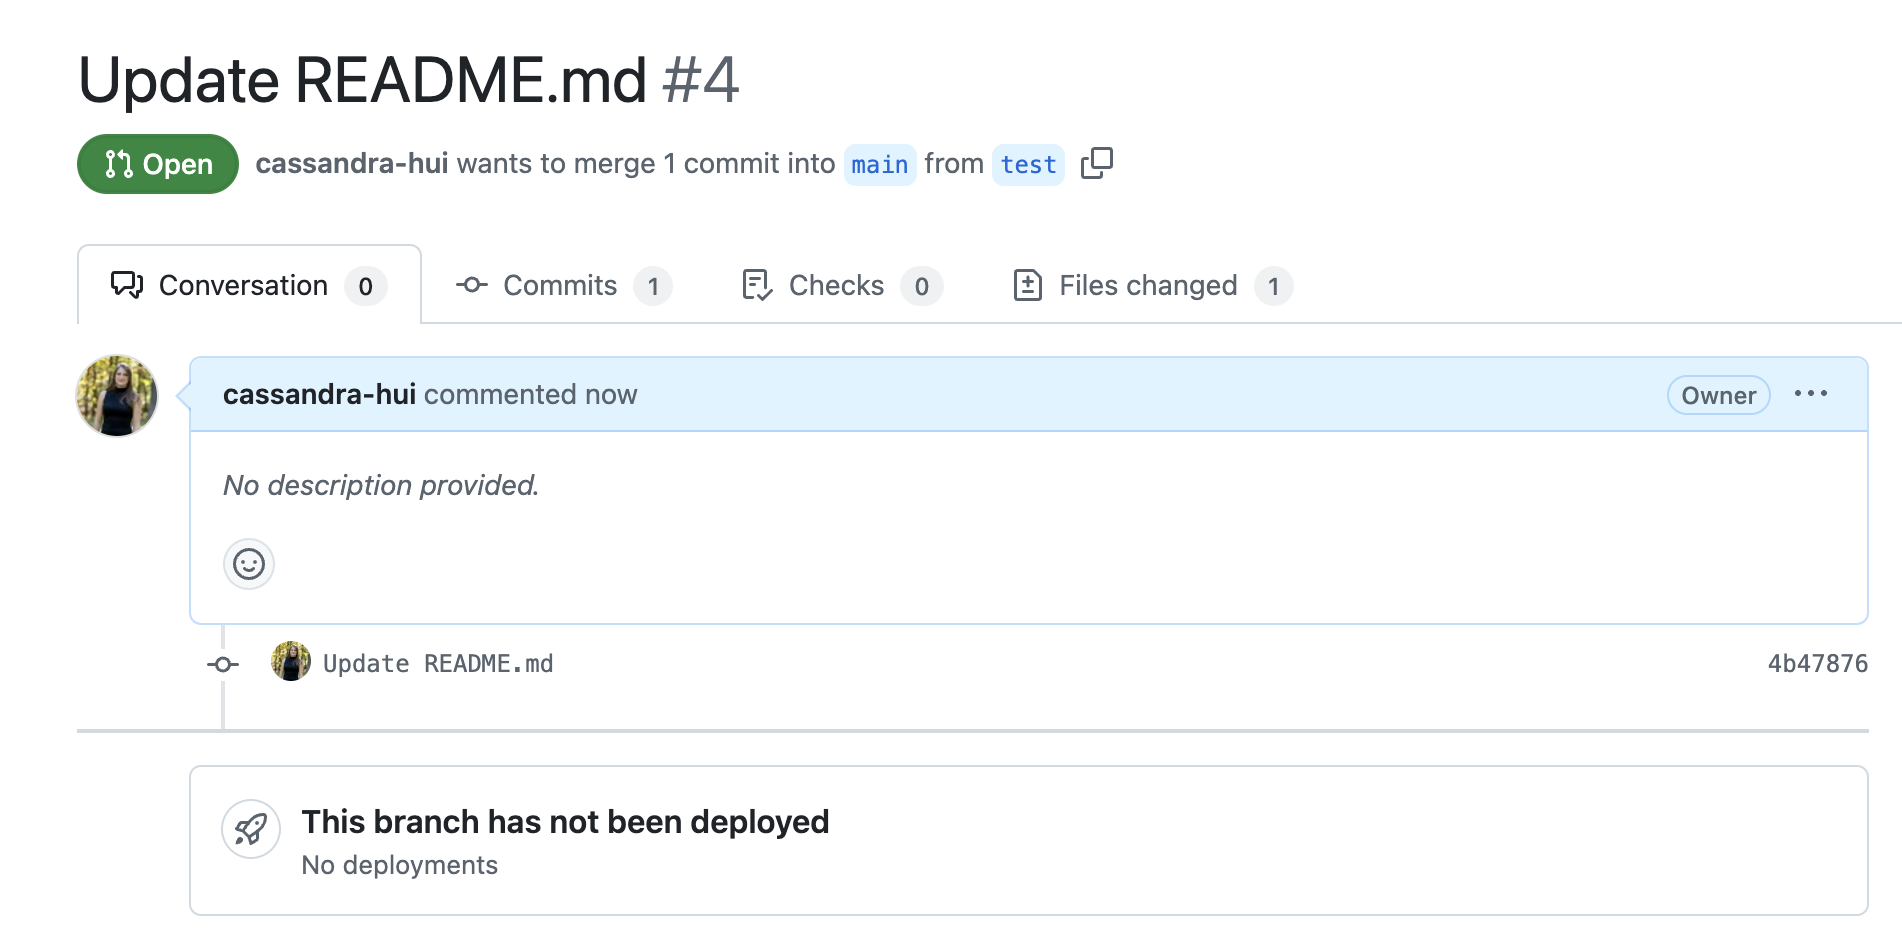 Update README.md #4
Open cassandra-hui wants to merge 1 commit into main from test
Conversation 0 Commits 1 Checks 0 Files changed 1
cassandra-hui commented now Owner
No description provided.
Update README.md 4b47876
This branch has not been deployed
No deployments